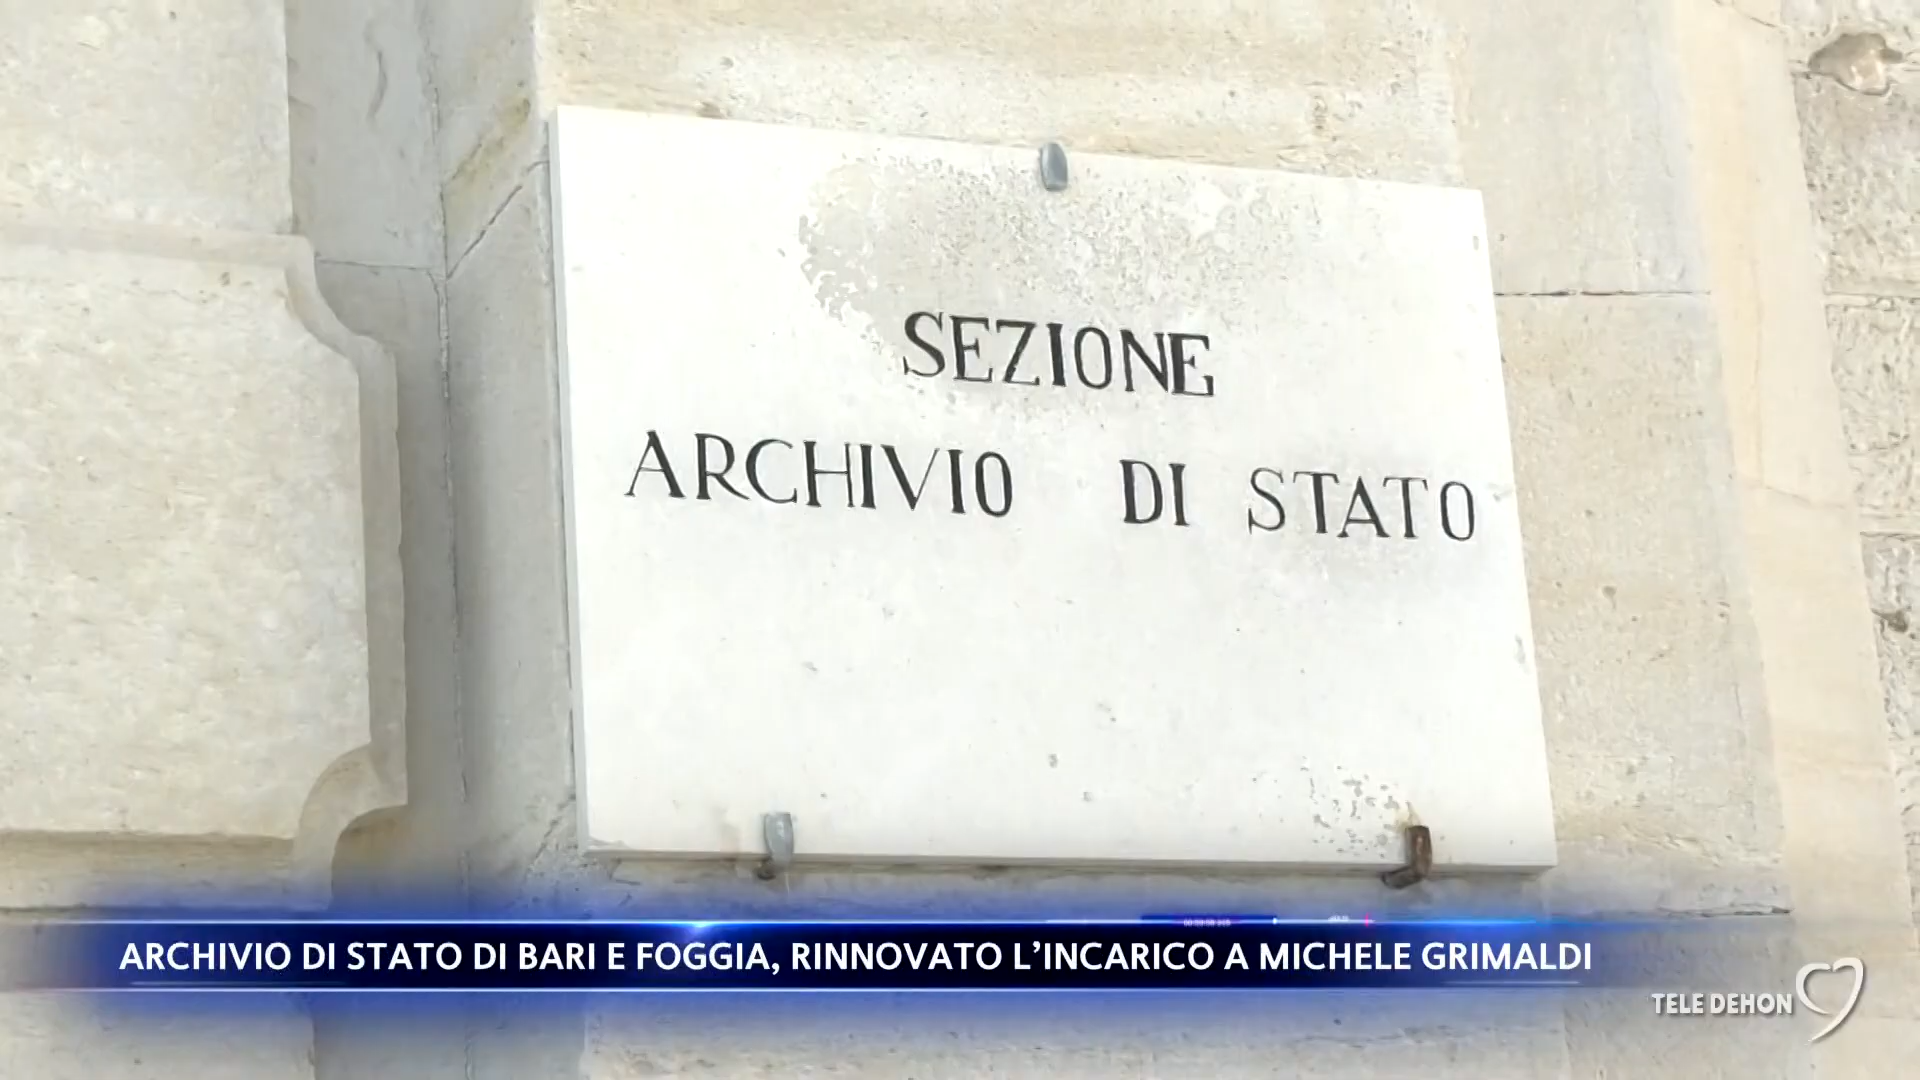 SEZIONE
ARCHIVIO DI STATO
ARCHIVIO DI STATO DI BARI E FOGGIA, RINNOVATO L’INCARICO A MICHELE GRIMALDI
TELE DEHON